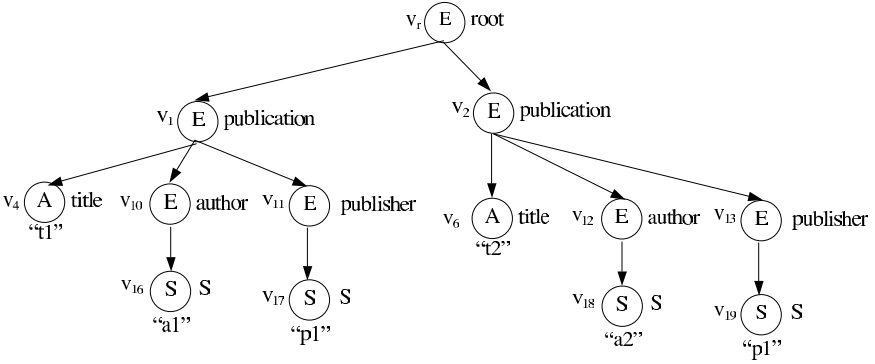 vr E root
v1 E publication
v2 E publication
v4 A title
"t1"
v10 E author
v11 E publisher
v6 A title
"t2"
v12 E author
v13 E publisher
v16 S S
"a1"
v17 S S
"p1"
v18 S S
"a2"
v19 S S
"p1"